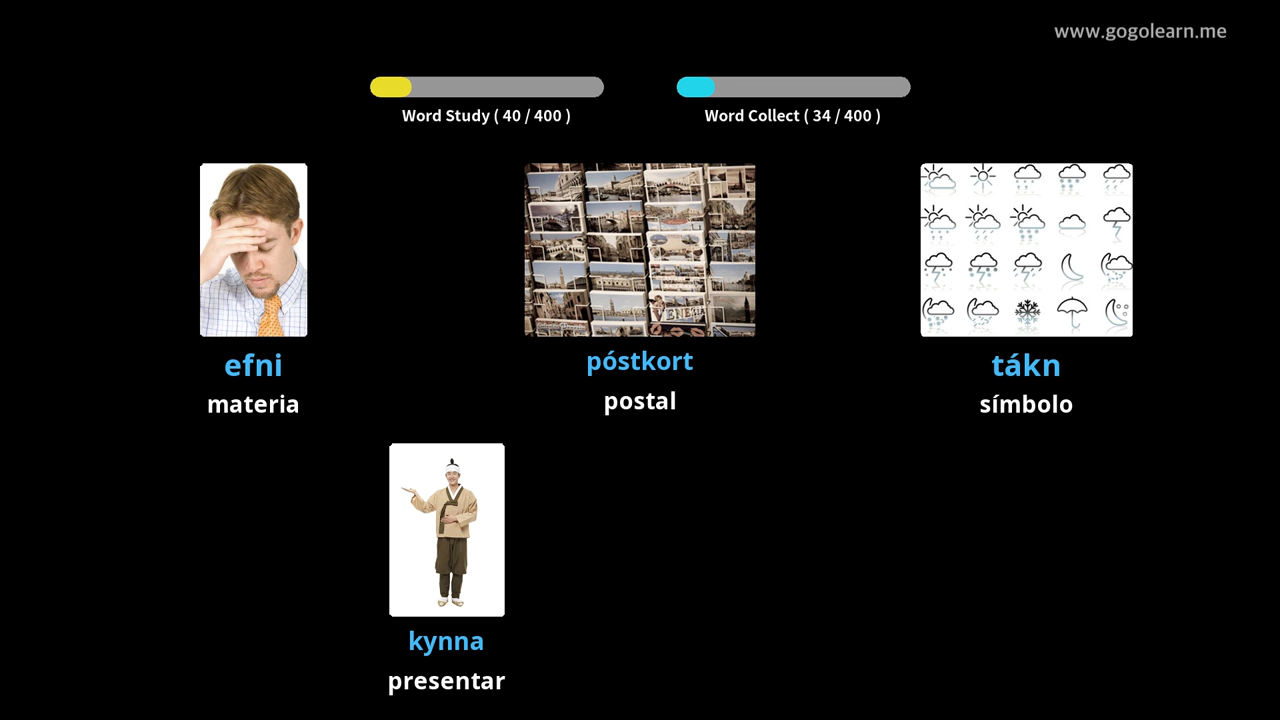 www.gogolearn.me
Word Study ( 40 / 400 )
Word Collect ( 34 / 400 )
efni
materia
póstkort
postal
tákn
símbolo
kynna
presentar